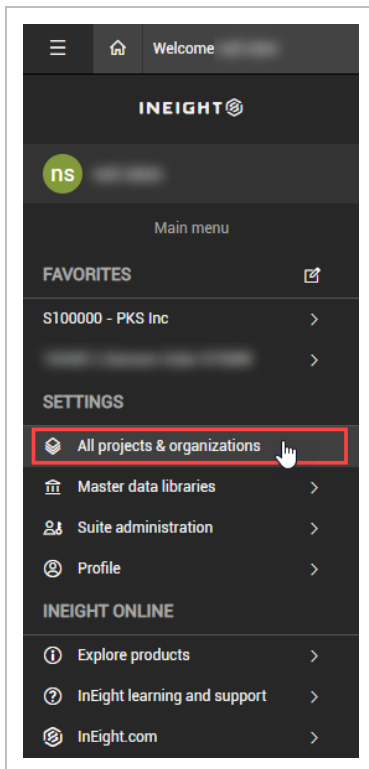 Welcome
INEIGHT
ns
Main menu
FAVORITES
S100000 - PKS Inc
SETTINGS
All projects & organizations
Master data libraries
Suite administration
Profile
INEIGHT ONLINE
Explore products
InEight learning and support
InEight.com